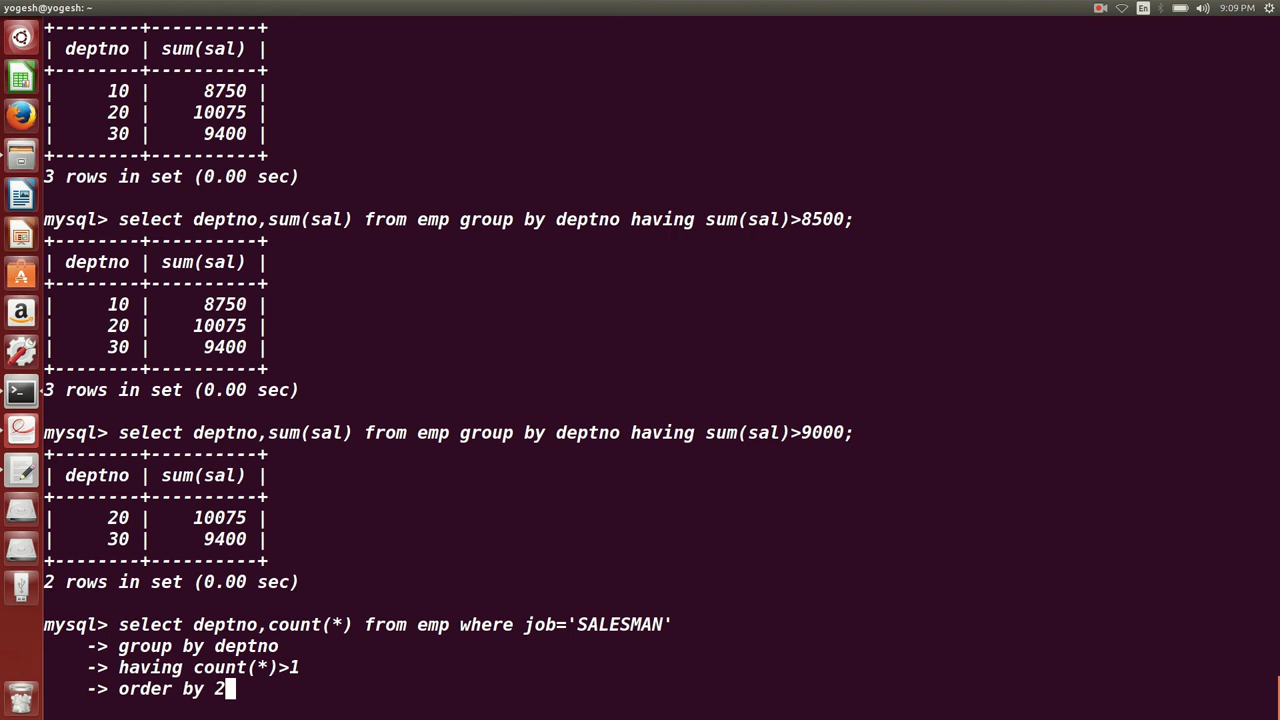 yogesh@yogesh: ~
En
9:09 PM
+--------+----------+
| deptno | sum(sal) |
+--------+----------+
|     10 |     8750 |
|     20 |    10075 |
|     30 |     9400 |
+--------+----------+
3 rows in set (0.00 sec)
mysql> select deptno,sum(sal) from emp group by deptno having sum(sal)>8500;
+--------+----------+
| deptno | sum(sal) |
+--------+----------+
|     10 |     8750 |
|     20 |    10075 |
|     30 |     9400 |
+--------+----------+
3 rows in set (0.00 sec)
mysql> select deptno,sum(sal) from emp group by deptno having sum(sal)>9000;
+--------+----------+
| deptno | sum(sal) |
+--------+----------+
|     20 |    10075 |
|     30 |     9400 |
+--------+----------+
2 rows in set (0.00 sec)
mysql> select deptno,count(*) from emp where job='SALESMAN'
    -> group by deptno
    -> having count(*)>1
    -> order by 2